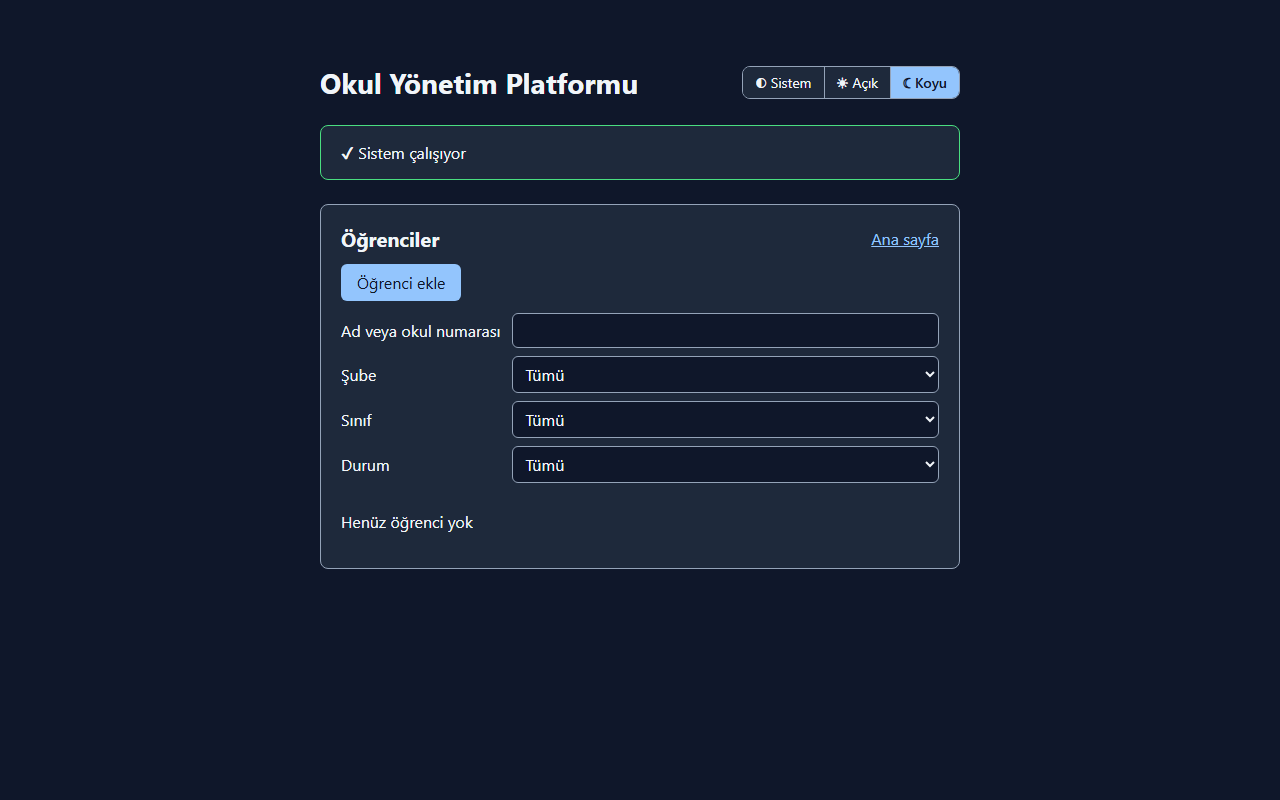 Okul Yönetim Platformu
◐ Sistem ☀ Açık ☾ Koyu
✓ Sistem çalışıyor
Öğrenciler Ana sayfa
Öğrenci ekle
Ad veya okul numarası
Şube Tümü
Sınıf Tümü
Durum Tümü
Henüz öğrenci yok